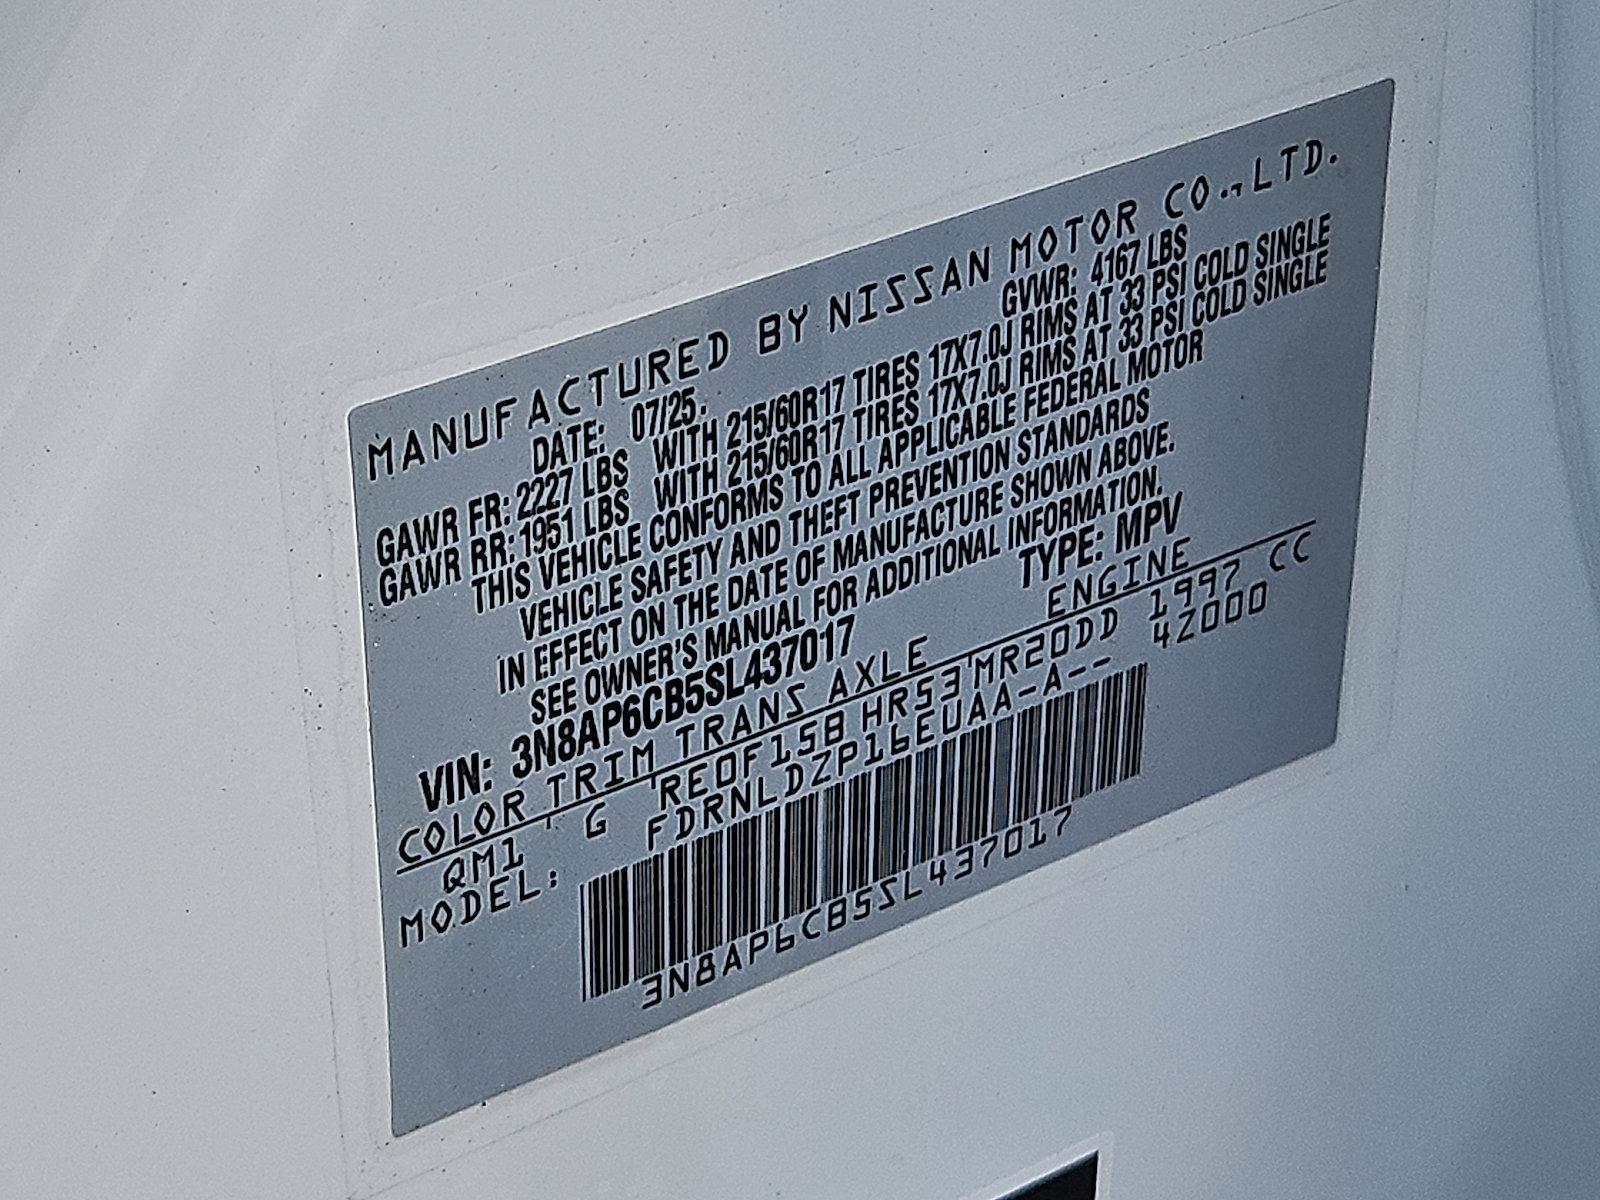 MANUFACTURED BY NISSAN MOTOR CO.,LTD.
DATE: 07/25. GVWR: 4167 LBS
GAWR FR: 2227 LBS WITH 215/60R17 TIRES 17X7.0J RIMS AT 33 PSI COLD SINGLE
GAWR RR: 1951 LBS WITH 215/60R17 TIRES 17X7.0J RIMS AT 33 PSI COLD SINGLE
THIS VEHICLE CONFORMS TO ALL APPLICABLE FEDERAL MOTOR
VEHICLE SAFETY AND THEFT PREVENTION STANDARDS
IN EFFECT ON THE DATE OF MANUFACTURE SHOWN ABOVE.
SEE OWNER'S MANUAL FOR ADDITIONAL INFORMATION.
VIN: 3N8AP6CB5SL437017 TYPE: MPV
COLOR TRIM TRANS AXLE ENGINE
QM1 G RE0F15B HR53 MR20DD 1997 CC
MODEL: FDRNLDZP16EUAA-A-- 4Z000
3N8AP6CB5SL437017